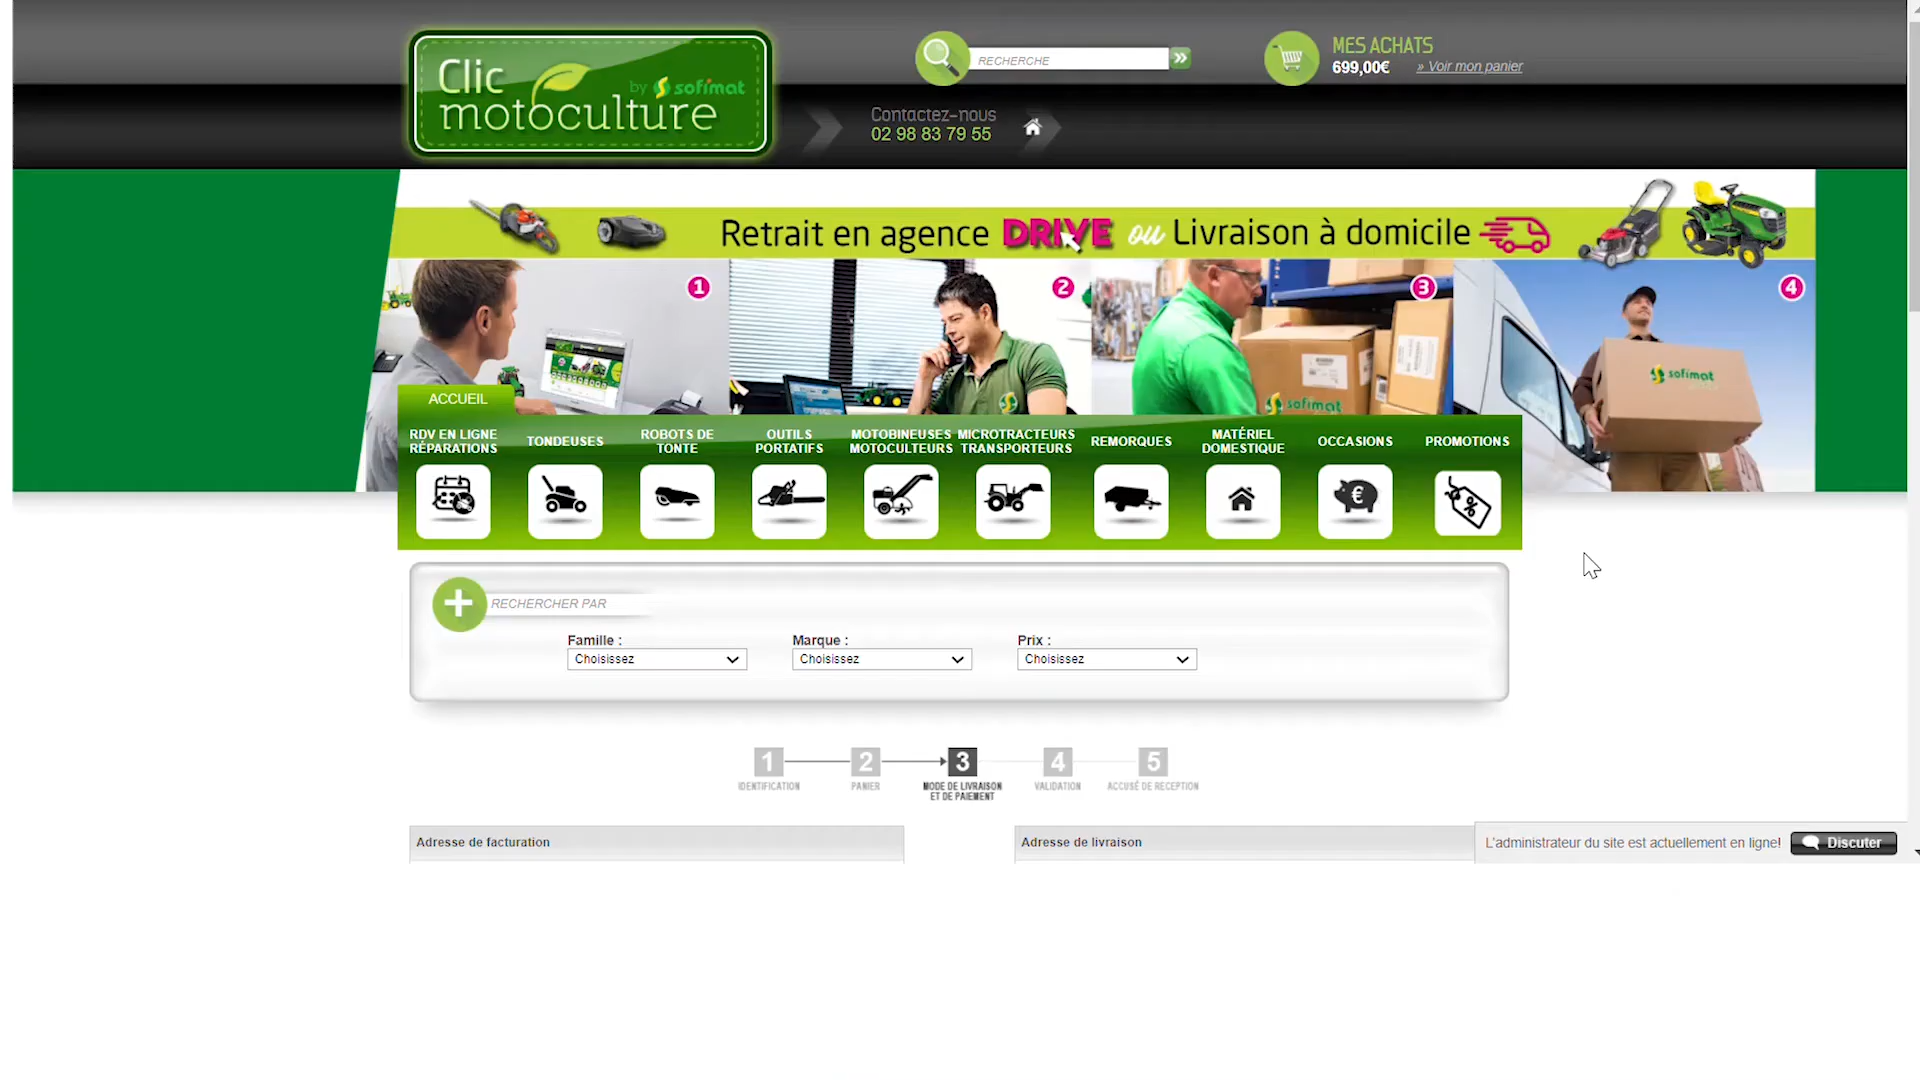 Clic
by sofimat
motoculture
RECHERCHE
MES ACHATS
699,00€ » Voir mon panier
Contactez-nous
02 98 83 79 55
Retrait en agence DRIVE ou Livraison à domicile
1 2 3 4
sofimat
sofimat
ACCUEIL
RDV EN LIGNE
RÉPARATIONS
TONDEUSES
ROBOTS DE
TONTE
OUTILS
PORTATIFS
MOTOBINEUSES
MOTOCULTEURS
MICROTRACTEURS
TRANSPORTEURS
REMORQUES
MATÉRIEL
DOMESTIQUE
OCCASIONS
PROMOTIONS
RECHERCHER PAR
Famille : Marque : Prix :
Choisissez Choisissez Choisissez
1 2 3 4 5
IDENTIFICATION
PANIER
MODE DE LIVRAISON
ET DE PAIEMENT
VALIDATION
ACCUSÉ DE RECEPTION
Adresse de facturation
Adresse de livraison
L'administrateur du site est actuellement en ligne! Discuter